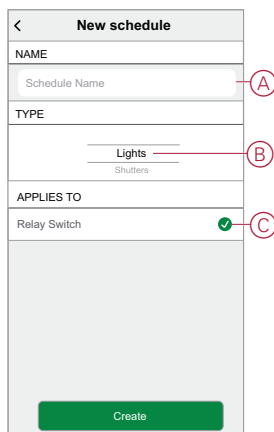 New schedule
NAME
Schedule Name
A
TYPE
Lights
B
Shutters
APPLIES TO
Relay Switch
C
Create